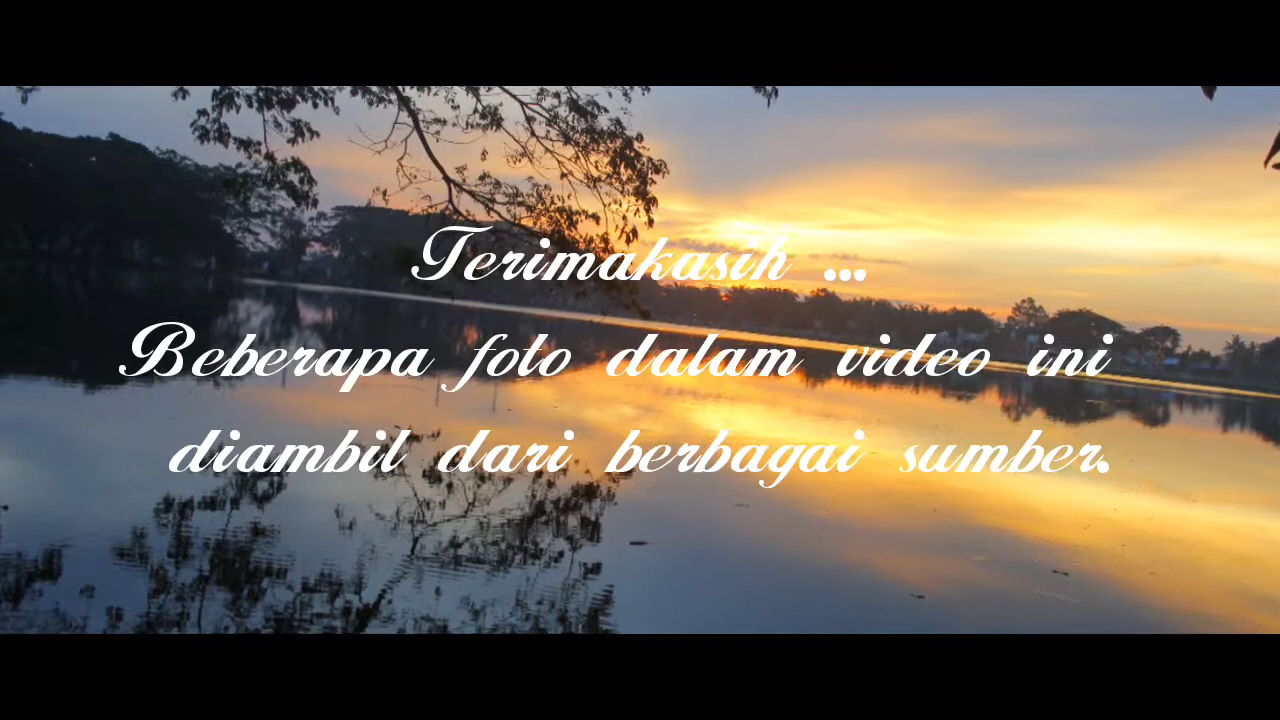 Terimakasih ...
Beberapa foto dalam video ini
diambil dari berbagai sumber.